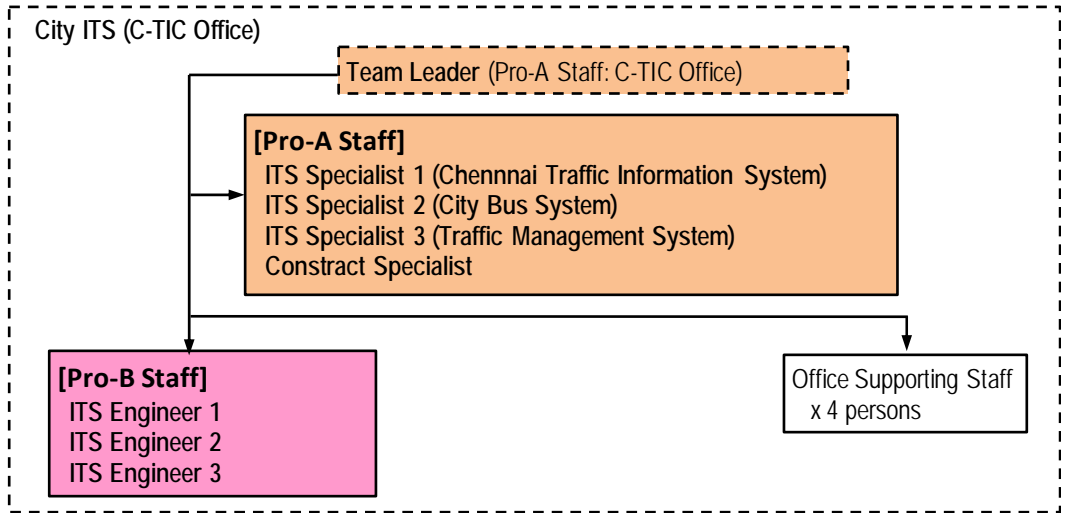 City ITS (C-TIC Office)
Team Leader (Pro-A Staff: C-TIC Office)
[Pro-A Staff]
ITS Specialist 1 (Chennnai Traffic Information System)
ITS Specialist 2 (City Bus System)
ITS Specialist 3 (Traffic Management System)
Constract Specialist
[Pro-B Staff]
ITS Engineer 1
ITS Engineer 2
ITS Engineer 3
Office Supporting Staff
x 4 persons